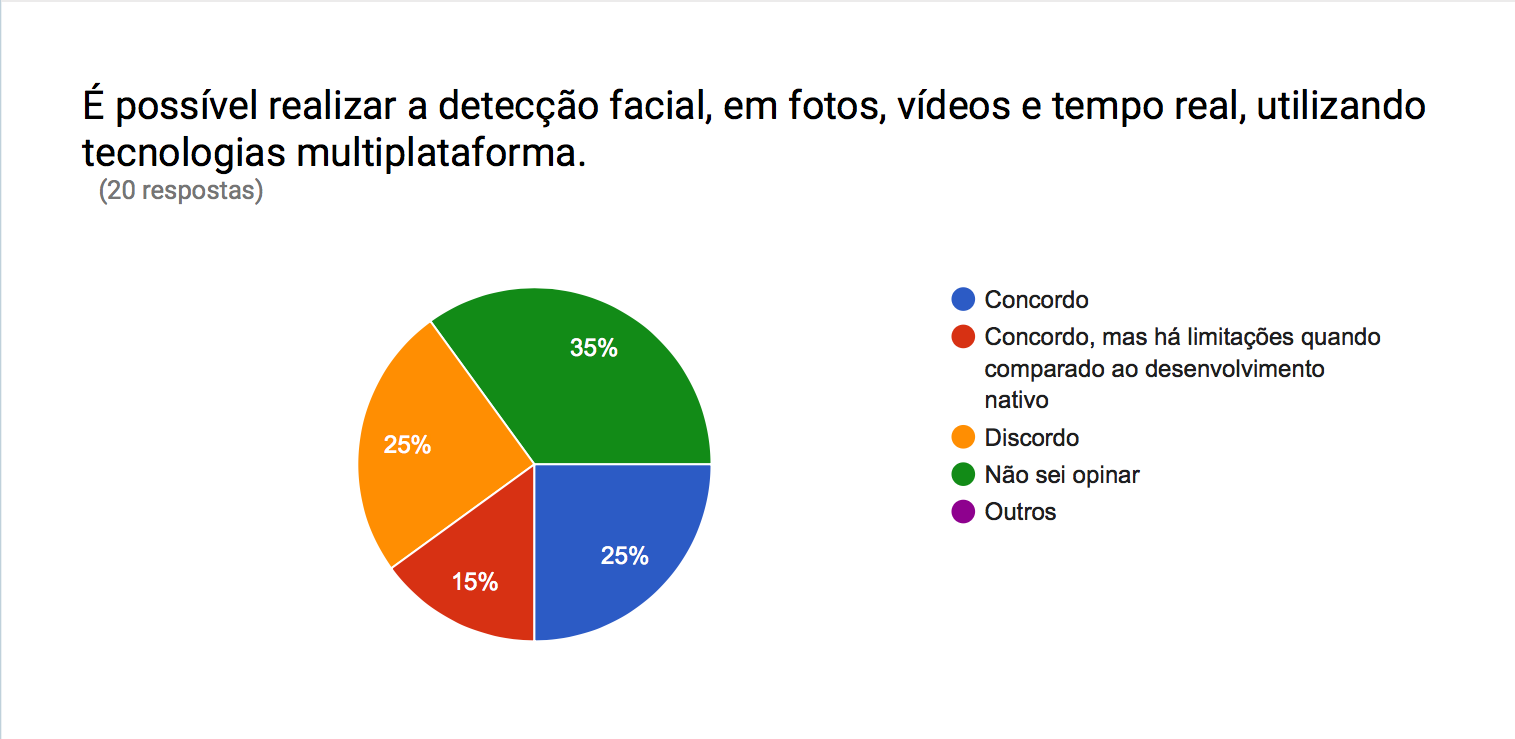 É possível realizar a detecção facial, em fotos, vídeos e tempo real, utilizando
tecnologias multiplataforma.
(20 respostas)
35%
25%
15%
25%
Concordo
Concordo, mas há limitações quando
comparado ao desenvolvimento
nativo
Discordo
Não sei opinar
Outros